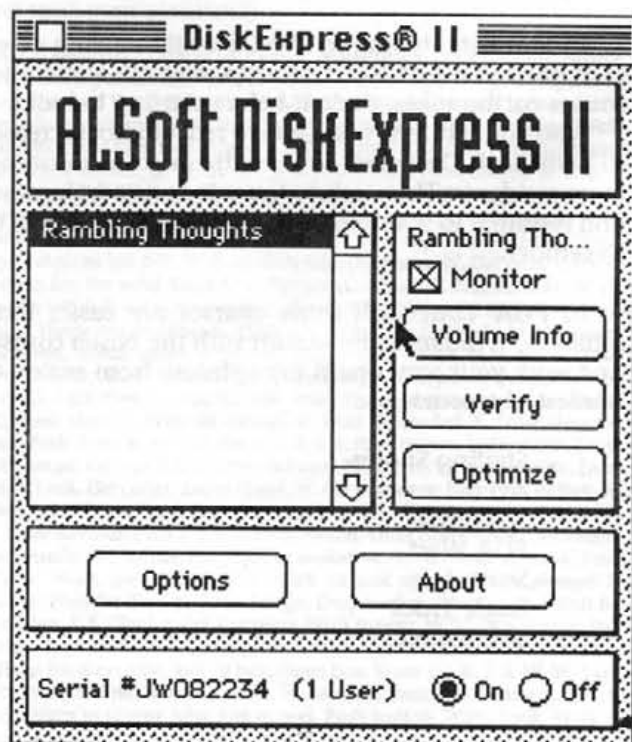 DiskExpress® II
ALSoft DiskExpress II
Rambling Thoughts
Rambling Tho...
Monitor
Volume Info
Verify
Optimize
Options
About
Serial #JW082234 (1 User) On Off